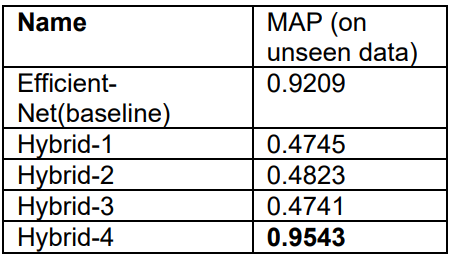 Name MAP (on
unseen data)
Efficient- 0.9209
Net(baseline)
Hybrid-1 0.4745
Hybrid-2 0.4823
Hybrid-3 0.4741
Hybrid-4 0.9543